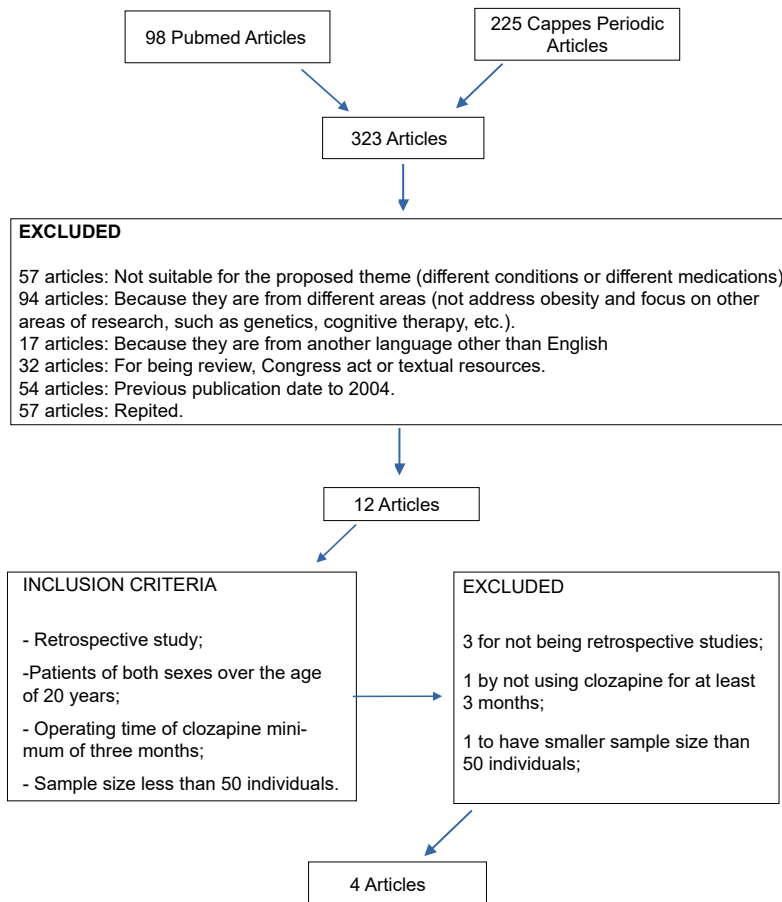 98 Pubmed Articles
225 Cappes Periodic
Articles
323 Articles
EXCLUDED
57 articles: Not suitable for the proposed theme (different conditions or different medications)
94 articles: Because they are from different areas (not address obesity and focus on other
areas of research, such as genetics, cognitive therapy, etc.).
17 articles: Because they are from another language other than English
32 articles: For being review, Congress act or textual resources.
54 articles: Previous publication date to 2004.
57 articles: Repited.
12 Articles
INCLUSION CRITERIA
- Retrospective study;
-Patients of both sexes over the age
of 20 years;
- Operating time of clozapine mini-
mum of three months;
- Sample size less than 50 individuals.
EXCLUDED
3 for not being retrospective studies;
1 by not using clozapine for at least
3 months;
1 to have smaller sample size than
50 individuals;
4 Articles